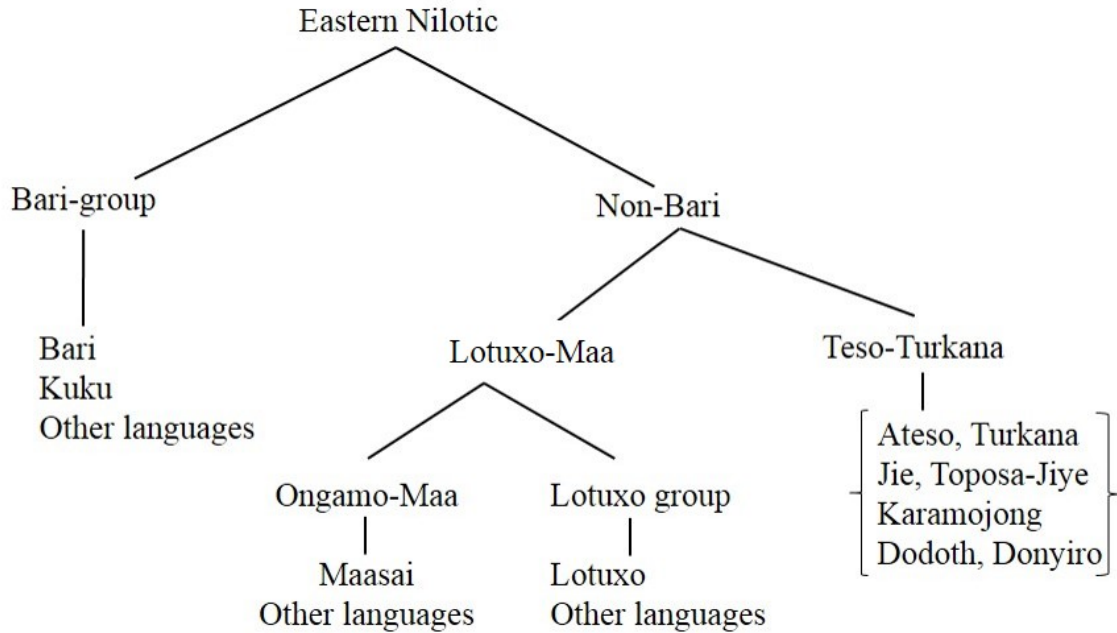 Eastern Nilotic
Bari-group
Non-Bari
Bari
Kuku
Other languages
Lotuxo-Maa
Teso-Turkana
Ateso, Turkana
Jie, Toposa-Jiye
Karamojong
Dodoth, Donyiro
Ongamo-Maa
Lotuxo group
Maasai
Other languages
Lotuxo
Other languages